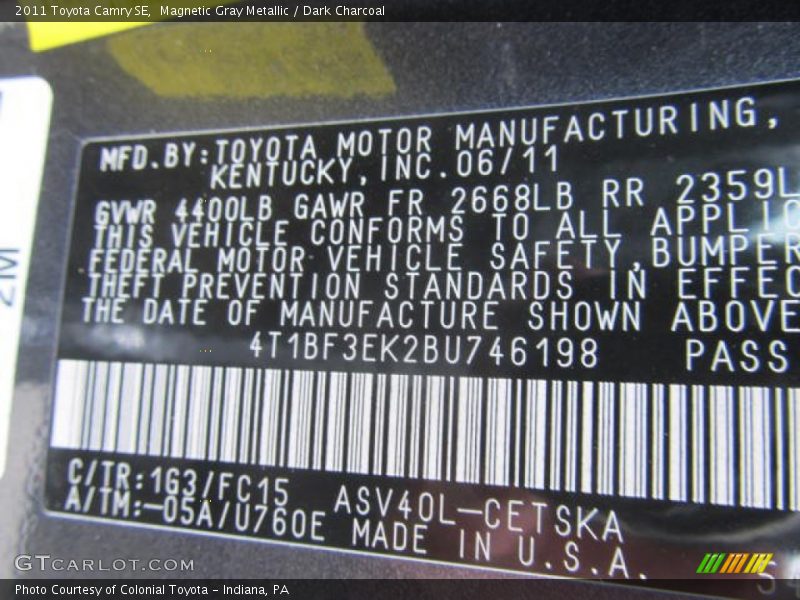 2011 Toyota Camry SE, Magnetic Gray Metallic / Dark Charcoal
MFD.BY:TOYOTA MOTOR MANUFACTURING,
KENTUCKY, INC. 06/11
GVWR 4400LB GAWR FR 2668LB RR 2359L
THIS VEHICLE CONFORMS TO ALL APPLIC
FEDERAL MOTOR VEHICLE SAFETY, BUMPER
THEFT PREVENTION STANDARDS IN EFFEC
THE DATE OF MANUFACTURE SHOWN ABOVE
4T1BF3EK2BU746198 PASS
C/TR:1G3/FC15 ASV40L-CETSKA
A/TM:-05A/U760E MADE IN U.S.A.
2M
GTCARLOT.COM
Photo Courtesy of Colonial Toyota - Indiana, PA